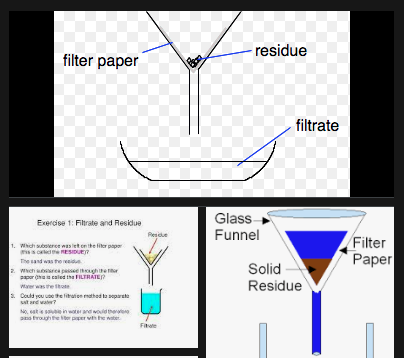 filter paper
residue
filtrate
Exercise 1: Filtrate and Residue
1. Which substance was left on the filter paper
(this is called the RESIDUE)?
The sand was the residue.
2. Which substance passed through the filter
paper (this is called the FILTRATE)?
Water was the filtrate.
3. Could you use the filtration method to separate
salt and water?
No, salt is soluble in water and would therefore
pass through the filter paper with the water.
Residue
Filtrate
Glass
Funnel
Filter
Paper
Solid
Residue